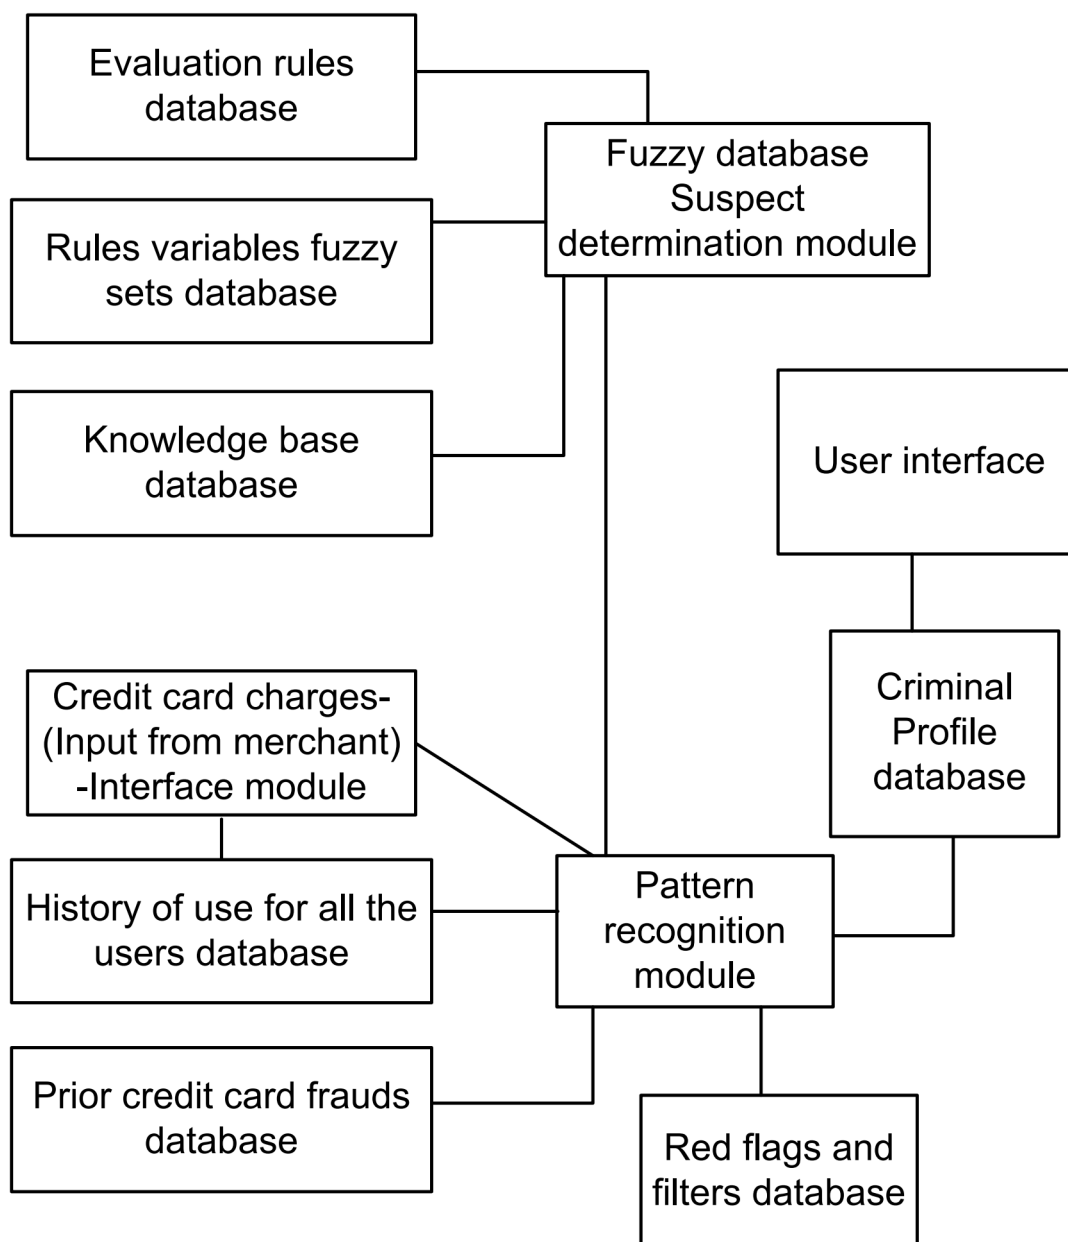 Evaluation rules
database
Fuzzy database
Suspect
determination module
Rules variables fuzzy
sets database
Knowledge base
database
User interface
Criminal
Profile
database
Credit card charges-
(Input from merchant)
-Interface module
Pattern
recognition
module
History of use for all the
users database
Prior credit card frauds
database
Red flags and
filters database